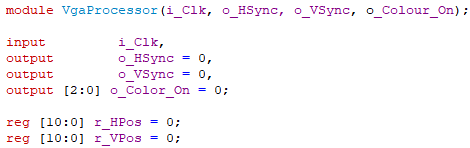 module VgaProcessor(i_Clk, o_HSync, o_VSync, o_Colour_On);
input i_Clk,
output o_HSync = 0,
output o_VSync = 0,
output [2:0] o_Color_On = 0;
reg [10:0] r_HPos = 0;
reg [10:0] r_VPos = 0;